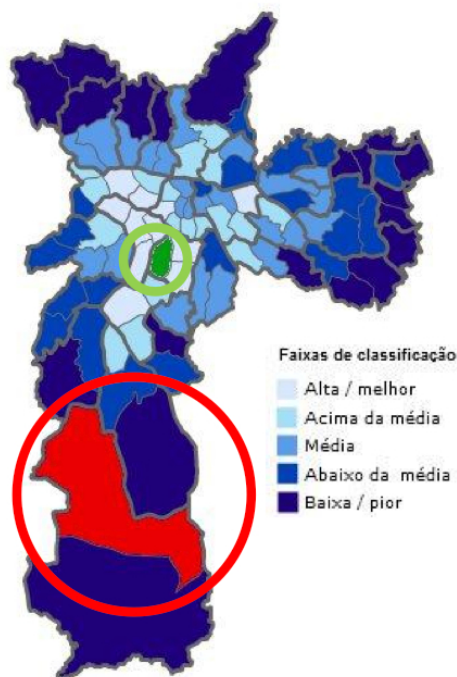 Faixas de classificação
Alta / melhor
Acima da média
Média
Abaixo da média
Baixa / pior